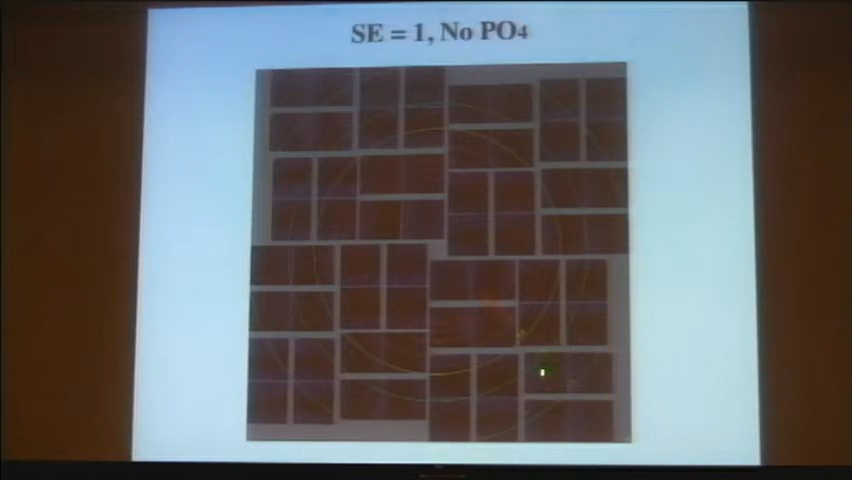 SE = 1, No PO4